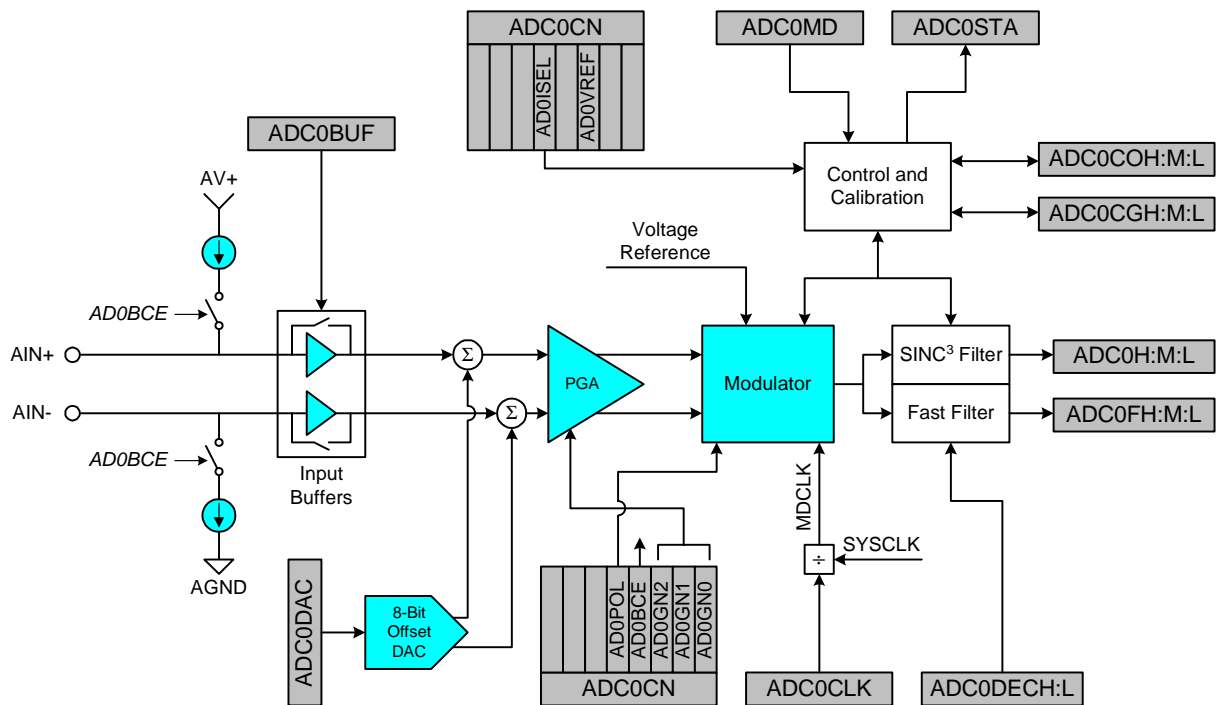 ADC0CN
AD0ISEL
AD0VREF
ADC0MD
ADC0STA
ADC0BUF
Control and
Calibration
ADC0COH:M:L
ADC0CGH:M:L
AV+
Voltage
Reference
AD0BCE
AIN+
Σ
PGA
Modulator
SINC³ Filter
ADC0H:M:L
AIN-
Σ
Fast Filter
ADC0FH:M:L
AD0BCE
Input
Buffers
MDCLK
SYSCLK
÷
AGND
ADC0DAC
8-Bit
Offset
DAC
AD0POL
AD0BCE
AD0GN2
AD0GN1
AD0GN0
ADC0CN
ADC0CLK
ADC0DECH:L